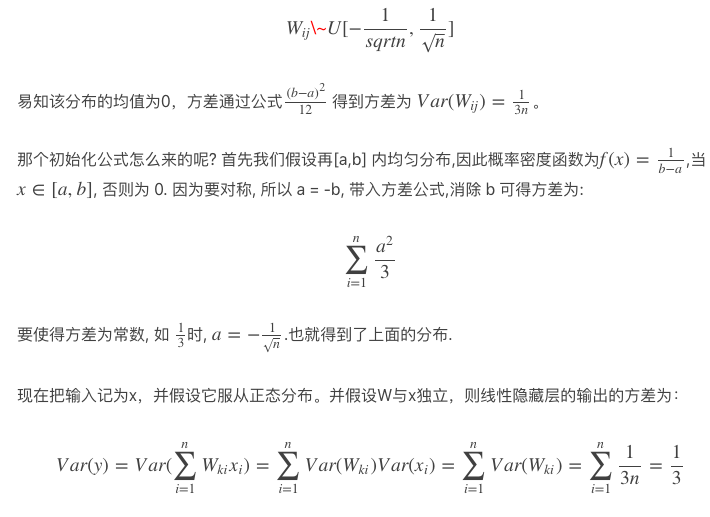 W_{ij}\~U[-\frac{1}{sqrtn}, \frac{1}{\sqrt{n}}]
易知该分布的均值为0，方差通过公式\frac{(b-a)^2}{12} 得到方差为 Var(W_{ij}) = \frac{1}{3n} 。
那个初始化公式怎么来的呢? 首先我们假设再[a,b] 内均匀分布,因此概率密度函数为f(x) = \frac{1}{b-a},当
x ∈ [a, b], 否则为 0. 因为要对称, 所以 a = -b, 带入方差公式,消除 b 可得方差为:
\sum_{i=1}^{n} \frac{a^2}{3}
要使得方差为常数, 如 \frac{1}{3}时, a = -\frac{1}{\sqrt{n}}.也就得到了上面的分布.
现在把输入记为x，并假设它服从正态分布。并假设W与x独立，则线性隐藏层的输出的方差为：
Var(y) = Var(\sum_{i=1}^{n} W_{ki}x_i) = \sum_{i=1}^{n} Var(W_{ki})Var(x_i) = \sum_{i=1}^{n} Var(W_{ki}) = \sum_{i=1}^{n} \frac{1}{3n} = \frac{1}{3}